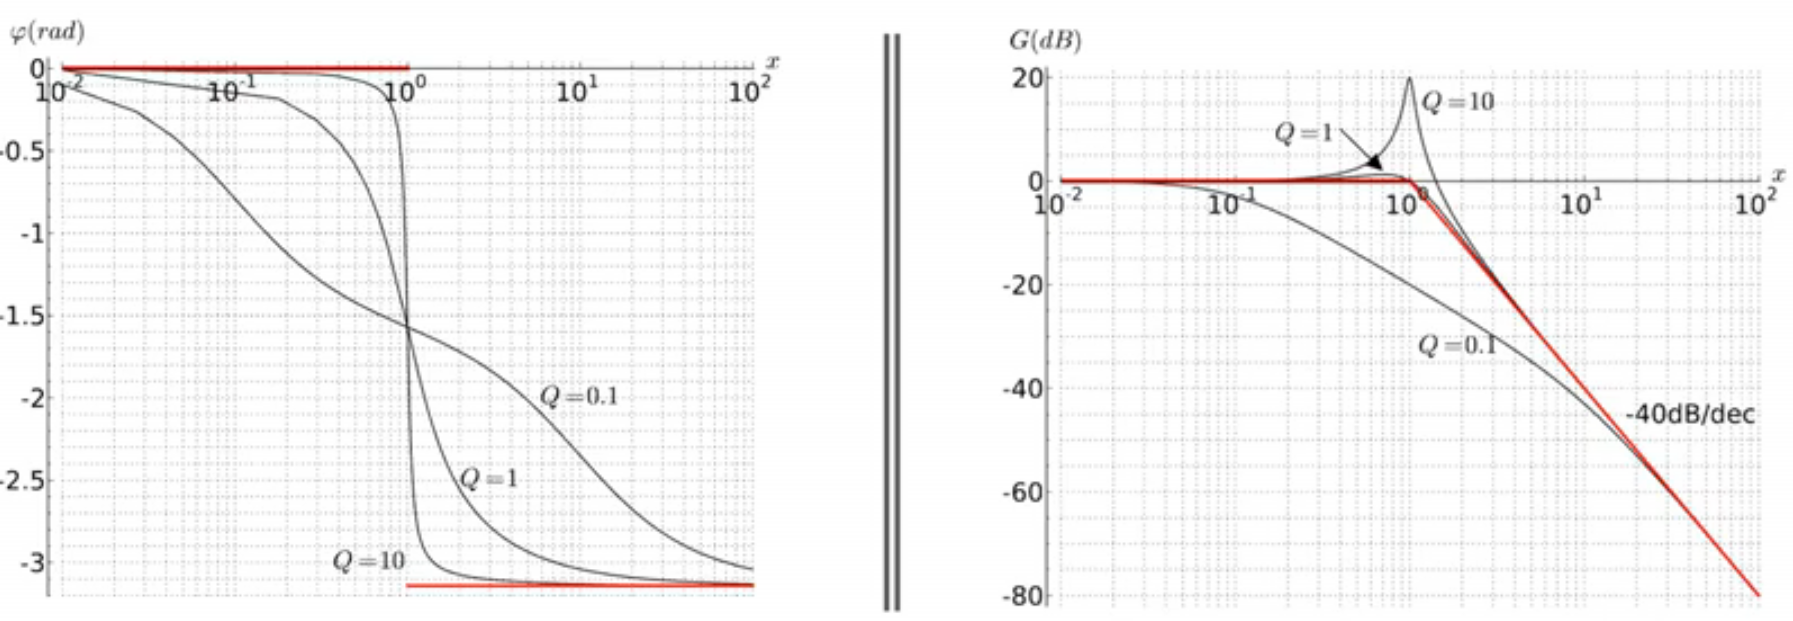 φ(rad)
0
x
10⁻²
10⁻¹
10⁰
10¹
10²
-0.5
-1
-1.5
-2
Q=0.1
-2.5
Q=1
-3
Q=10
G(dB)
20
Q=10
Q=1
0
x
10⁻²
10⁻¹
10⁰
10¹
10²
-20
Q=0.1
-40
-40dB/dec
-60
-80